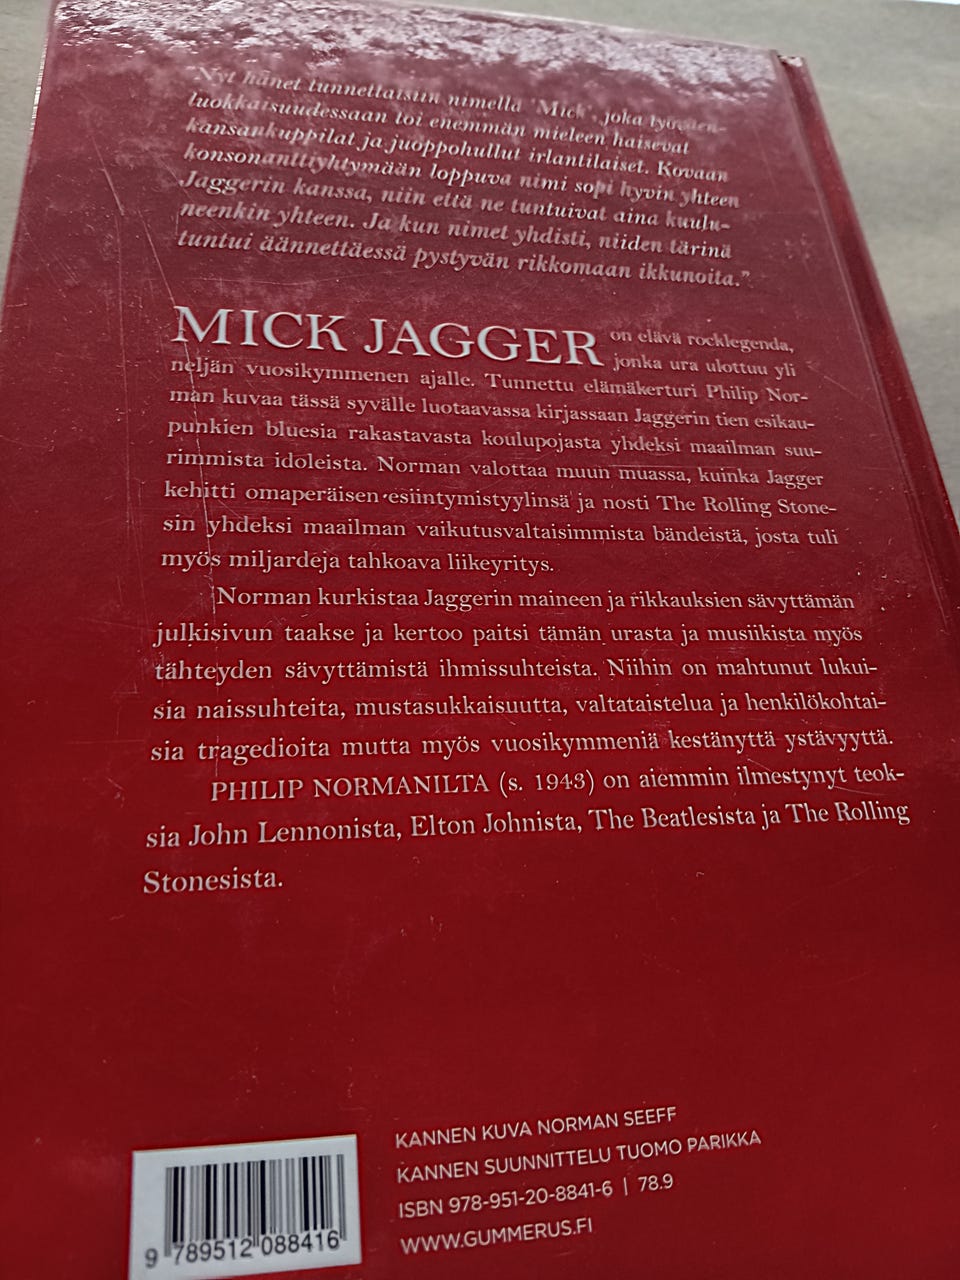 "Nyt hänet tunnettaisiin nimellä 'Mick', joka työväen-
luokkaisuudessaan toi enemmän mieleen haisevat
kansankuppilat ja juoppohullut irlantilaiset. Kovaan
konsonanttiyhtymään loppuva nimi sopi hyvin yhteen
Jaggerin kanssa, niin että ne tuntuivat aina kuulu-
neenkin yhteen. Ja kun nimet yhdisti, niiden tärinä
tuntui äännettäessä pystyvän rikkomaan ikkunoita."
MICK JAGGER on elävä rocklegenda,
jonka ura ulottuu yli
neljän vuosikymmenen ajalle. Tunnettu elämäkerturi Philip Nor-
man kuvaa tässä syvälle luotaavassa kirjassaan Jaggerin tien esikau-
punkien bluesia rakastavasta koulupojasta yhdeksi maailman suu-
rimmista idoleista. Norman valottaa muun muassa, kuinka Jagger
kehitti omaperäisen esiintymistyylinsä ja nosti The Rolling Stone-
sin yhdeksi maailman vaikutusvaltaisimmista bändeistä, josta tuli
myös miljardeja tahkoava liikeyritys.
Norman kurkistaa Jaggerin maineen ja rikkauksien sävyttämän
julkisivun taakse ja kertoo paitsi tämän urasta ja musiikista myös
tähteyden sävyttämistä ihmissuhteista. Niihin on mahtunut lukui-
sia naissuhteita, mustasukkaisuutta, valtataistelua ja henkilökohtai-
sia tragedioita mutta myös vuosikymmeniä kestänyttä ystävyyttä.
PHILIP NORMANILTA (s. 1943) on aiemmin ilmestynyt teok-
sia John Lennonista, Elton Johnista, The Beatlesista ja The Rolling
Stonesista.
KANNEN KUVA NORMAN SEEFF
KANNEN SUUNNITTELU TUOMO PARIKKA
ISBN 978-951-20-8841-6 | 78.9
WWW.GUMMERUS.FI
9 789512 088416